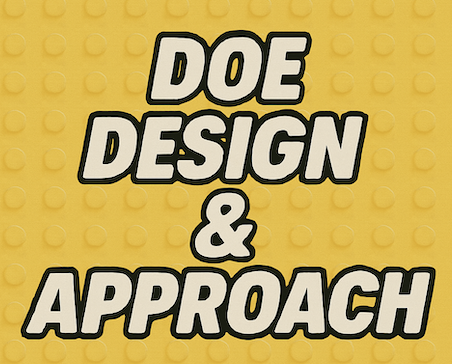 DOE
DESIGN
&
APPROACH